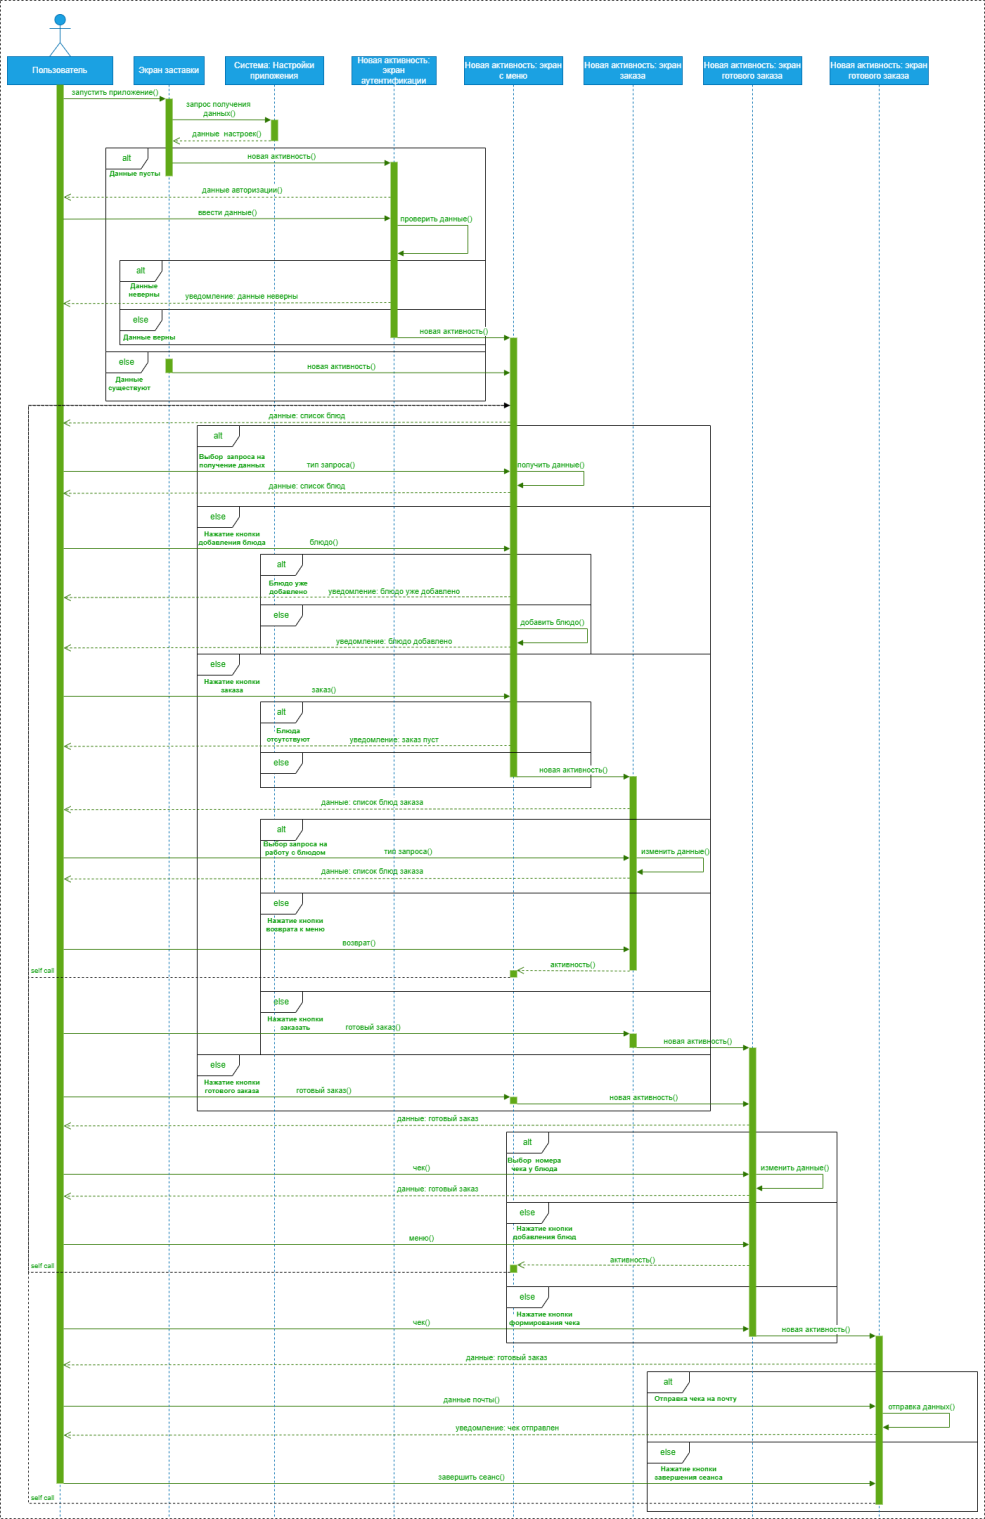 Пользователь
Экран заставки
Система: Настройки
приложения
Новая активность:
экран
аутентификации
Новая активность: экран
с меню
Новая активность: экран
заказа
Новая активность: экран
готового заказа
Новая активность: экран
готового заказа
запустить приложение()
запрос получения
данных()
данные настроек()
alt
Данные пусты
новая активность()
данные авторизации()
ввести данные()
проверить данные()
alt
Данные
неверны
уведомление: данные неверны
else
Данные верны
новая активность()
else
Данные
существуют
новая активность()
данные: список блюд
alt
Выбор запроса на
получение данных
тип запроса()
получить данные()
данные: список блюд
else
Нажатие кнопки
добавления блюда
блюдо()
alt
Блюдо уже
добавлено
уведомление: блюдо уже добавлено
else
добавить блюдо()
уведомление: блюдо добавлено
else
Нажатие кнопки
заказа
заказ()
alt
Блюда
отсутствуют
уведомление: заказ пуст
else
новая активность()
данные: список блюд заказа
alt
Выбор запроса на
работу с блюдом
тип запроса()
изменить данные()
данные: список блюд заказа
else
Нажатие кнопки
возврата к меню
возврат()
активность()
self call
else
Нажатие кнопки
заказать
готовый заказ()
новая активность()
else
Нажатие кнопки
готового заказа
готовый заказ()
новая активность()
данные: готовый заказ
alt
Выбор номера
чека у блюда
чек()
изменить данные()
данные: готовый заказ
else
Нажатие кнопки
добавления блюд
меню()
активность()
self call
else
Нажатие кнопки
формирования чека
чек()
новая активность()
данные: готовый заказ
alt
Отправка чека на почту
данные почты()
отправка данных()
уведомление: чек отправлен
else
Нажатие кнопки
завершения сеанса
завершить сеанс()
self call